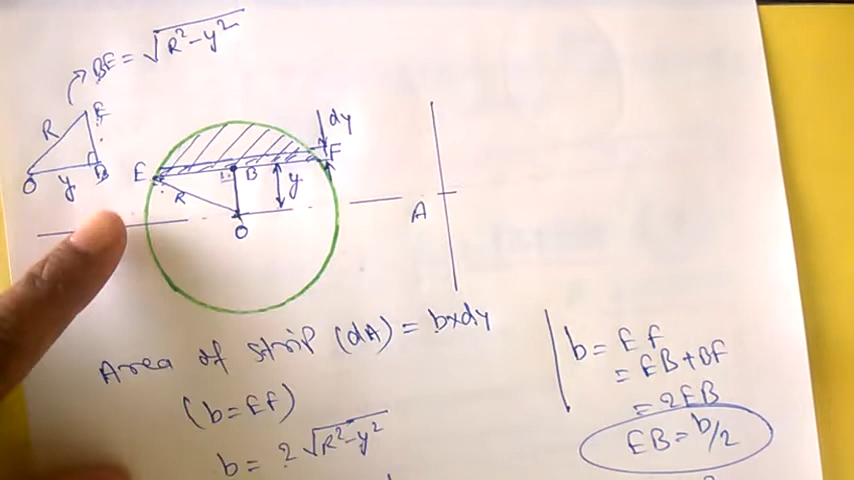 BE = √R²-y²
R
E
O
y
B
dy
E
B
F
R
y
O
A
Area of strip (dA) = b×dy
(b=EF)
b = 2√R²-y²
b = EF
= EB+BF
= 2EB
EB = b/2